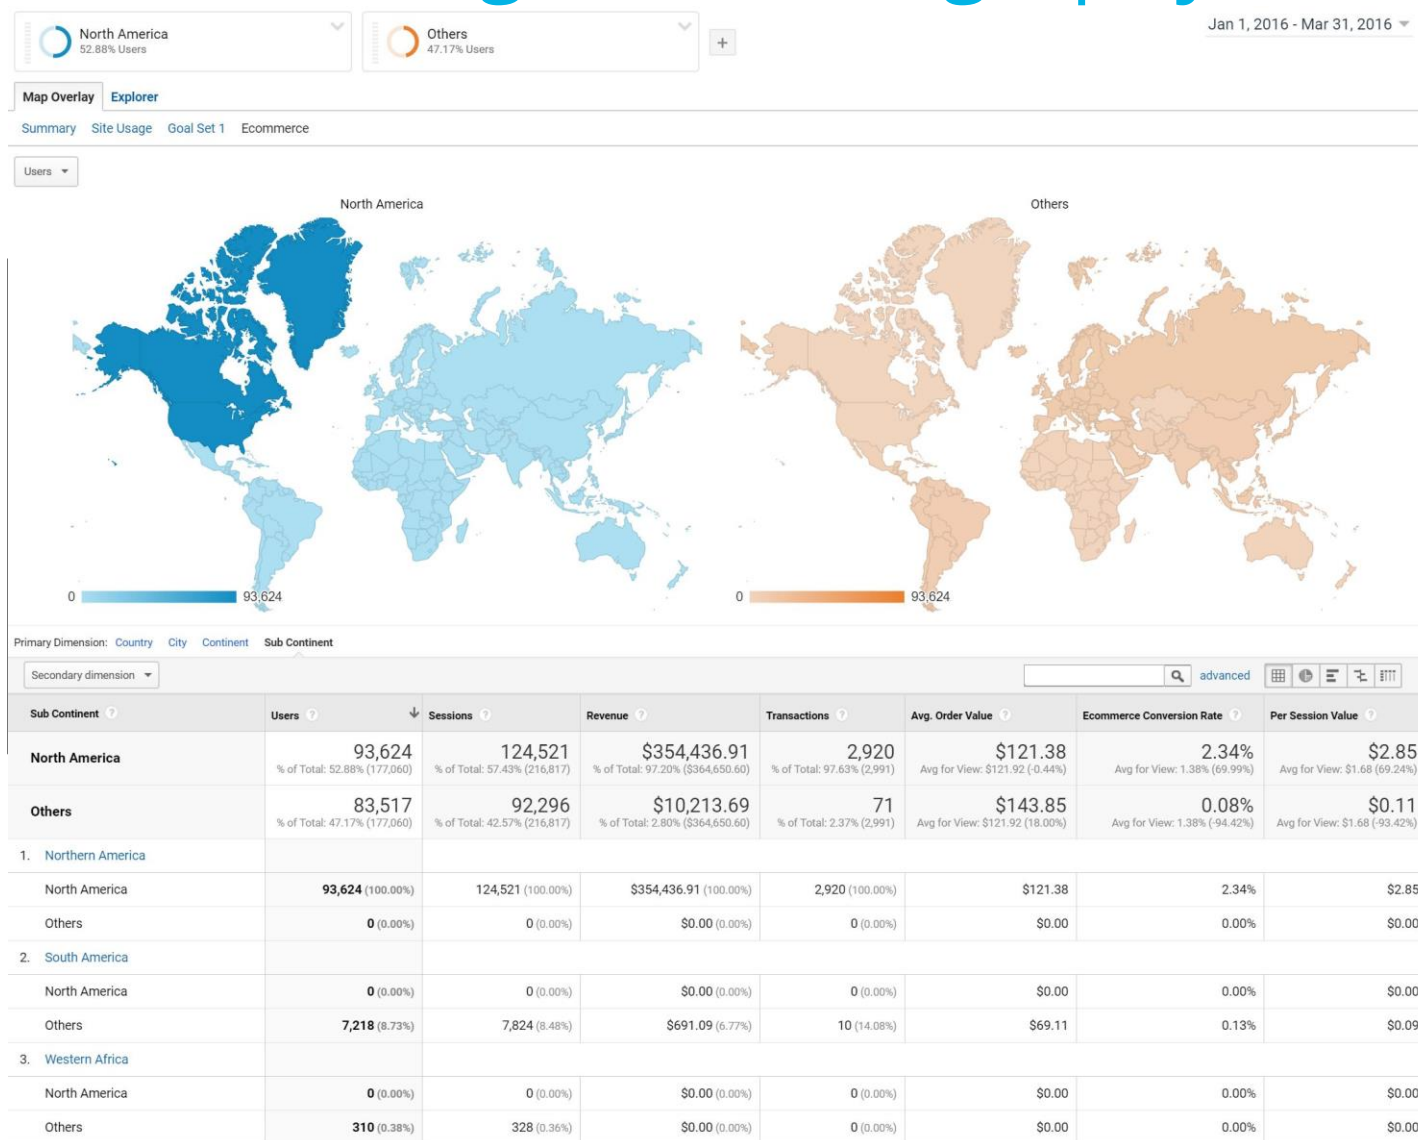 North America
52.88% Users
Others
47.17% Users
+
Jan 1, 2016 - Mar 31, 2016
Map Overlay Explorer
Summary Site Usage Goal Set 1 Ecommerce
Users
North America
Others
0 93,624
0 93,624
Primary Dimension: Country City Continent Sub Continent
Secondary dimension
advanced
Sub Continent ? Users ? Sessions ? Revenue ? Transactions ? Avg. Order Value ? Ecommerce Conversion Rate ? Per Session Value ?
North America 93,624 124,521 $354,436.91 2,920 $121.38 2.34% $2.85
% of Total: 52.88% (177,060) % of Total: 57.43% (216,817) % of Total: 97.20% ($364,650.60) % of Total: 97.63% (2,991) Avg for View: $121.92 (-0.44%) Avg for View: 1.38% (69.99%) Avg for View: $1.68 (69.24%)
Others 83,517 92,296 $10,213.69 71 $143.85 0.08% $0.11
% of Total: 47.17% (177,060) % of Total: 42.57% (216,817) % of Total: 2.80% ($364,650.60) % of Total: 2.37% (2,991) Avg for View: $121.92 (18.00%) Avg for View: 1.38% (-94.42%) Avg for View: $1.68 (-93.42%)
1. Northern America
North America 93,624 (100.00%) 124,521 (100.00%) $354,436.91 (100.00%) 2,920 (100.00%) $121.38 2.34% $2.85
Others 0 (0.00%) 0 (0.00%) $0.00 (0.00%) 0 (0.00%) $0.00 0.00% $0.00
2. South America
North America 0 (0.00%) 0 (0.00%) $0.00 (0.00%) 0 (0.00%) $0.00 0.00% $0.00
Others 7,218 (8.73%) 7,824 (8.48%) $691.09 (6.77%) 10 (14.08%) $69.11 0.13% $0.09
3. Western Africa
North America 0 (0.00%) 0 (0.00%) $0.00 (0.00%) 0 (0.00%) $0.00 0.00% $0.00
Others 310 (0.38%) 328 (0.36%) $0.00 (0.00%) 0 (0.00%) $0.00 0.00% $0.00